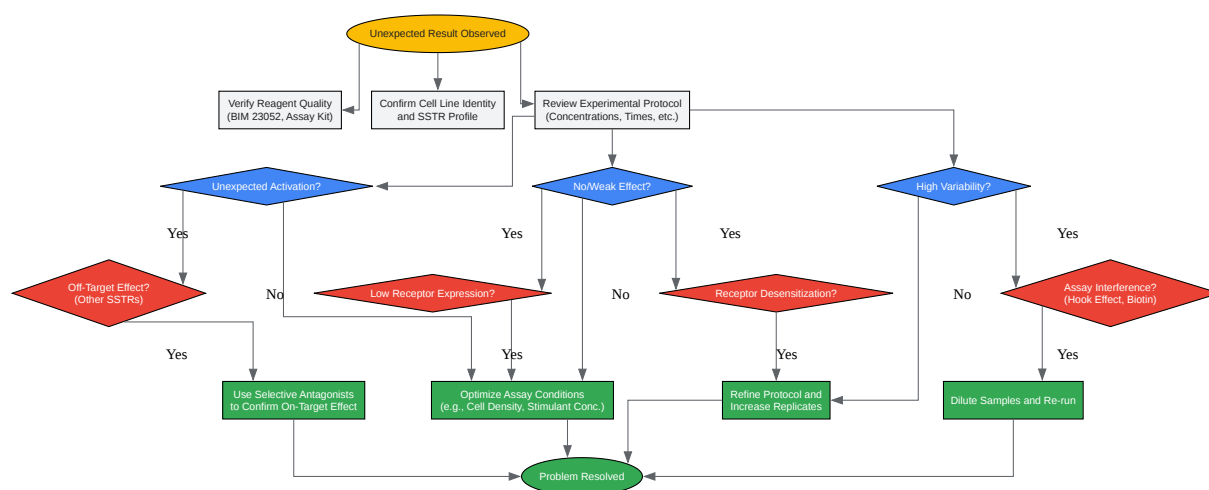 Unexpected Result Observed
Verify Reagent Quality
(BIM 23052, Assay Kit)
Confirm Cell Line Identity
and SSTR Profile
Review Experimental Protocol
(Concentrations, Times, etc.)
Unexpected Activation?
No/Weak Effect?
High Variability?
Yes
Yes
Yes
Yes
Off-Target Effect?
(Other SSTRs)
No
Low Receptor Expression?
No
Receptor Desensitization?
No
Assay Interference?
(Hook Effect, Biotin)
Yes
Yes
Yes
Yes
Use Selective Antagonists
to Confirm On-Target Effect
Optimize Assay Conditions
(e.g., Cell Density, Stimulant Conc.)
Refine Protocol and
Increase Replicates
Dilute Samples and Re-run
Problem Resolved